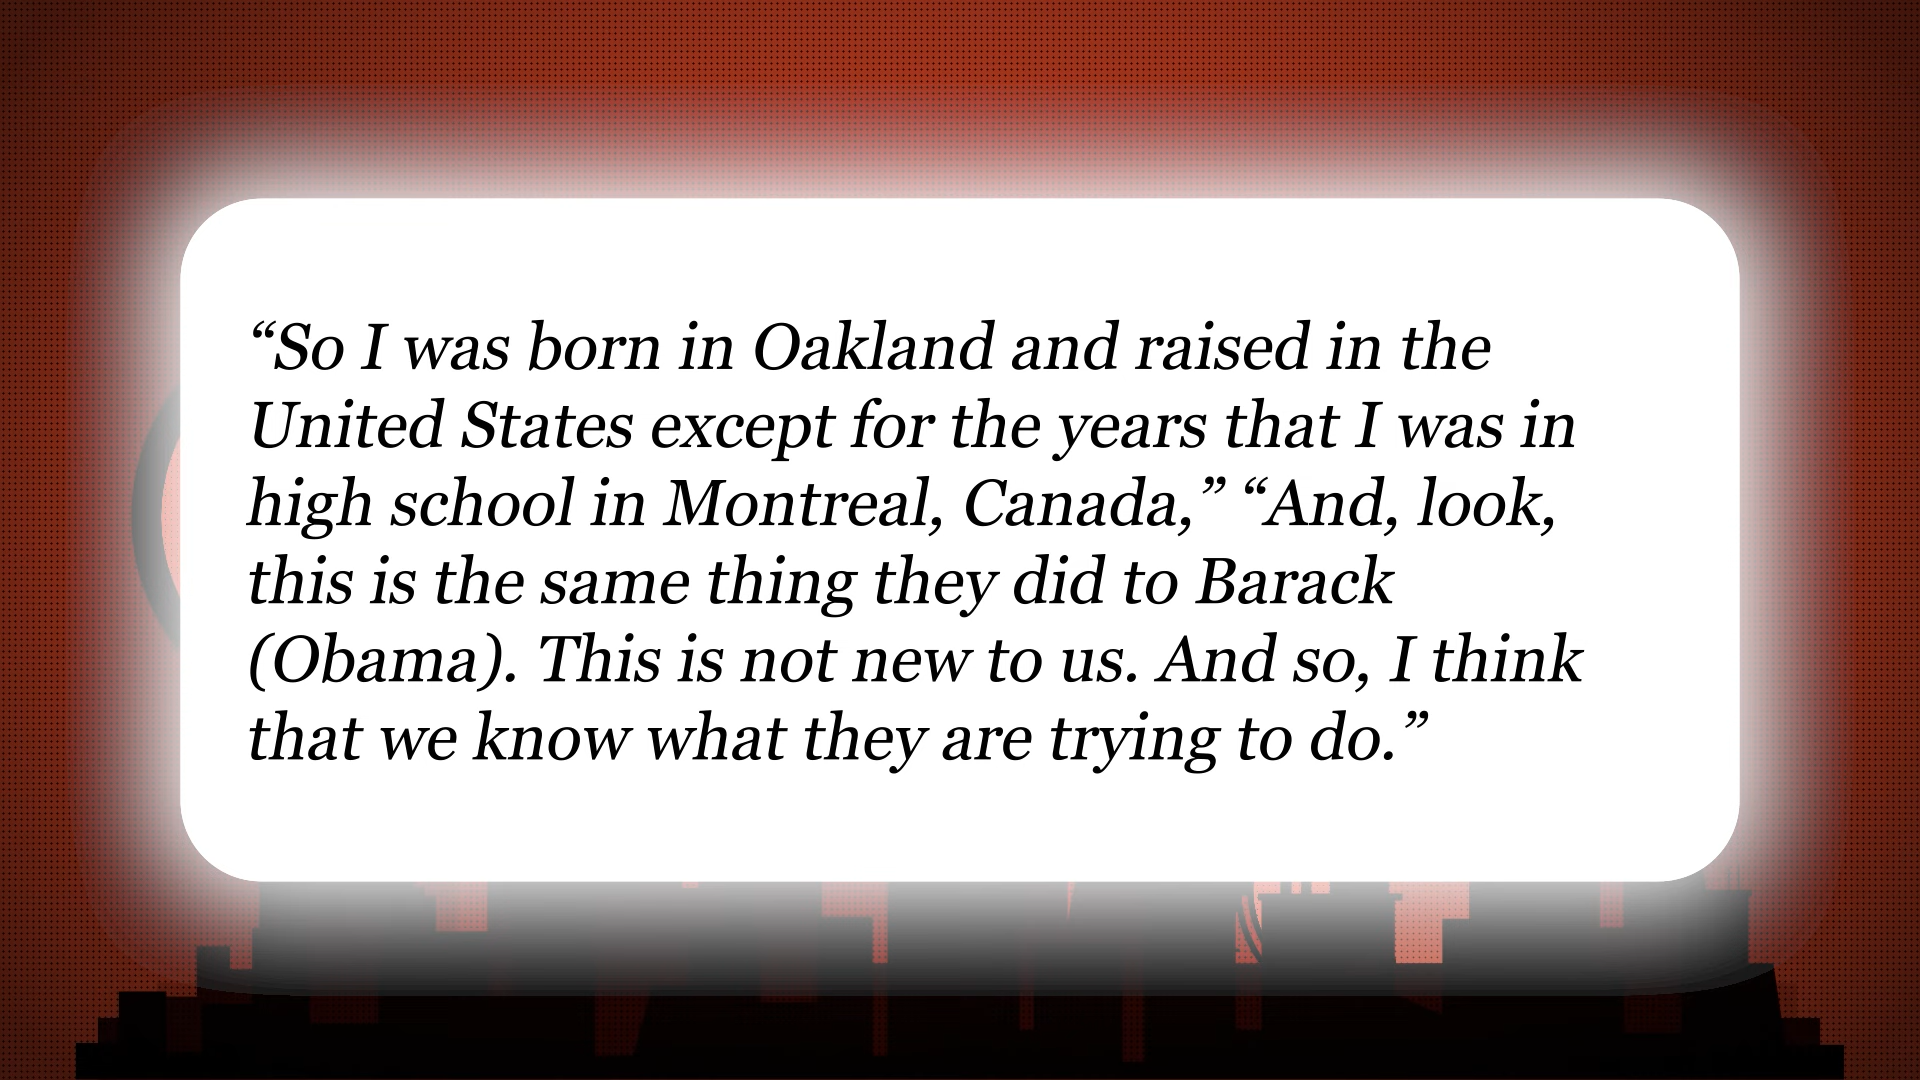 “So I was born in Oakland and raised in the
United States except for the years that I was in
high school in Montreal, Canada,” “And, look,
this is the same thing they did to Barack
(Obama). This is not new to us. And so, I think
that we know what they are trying to do.”